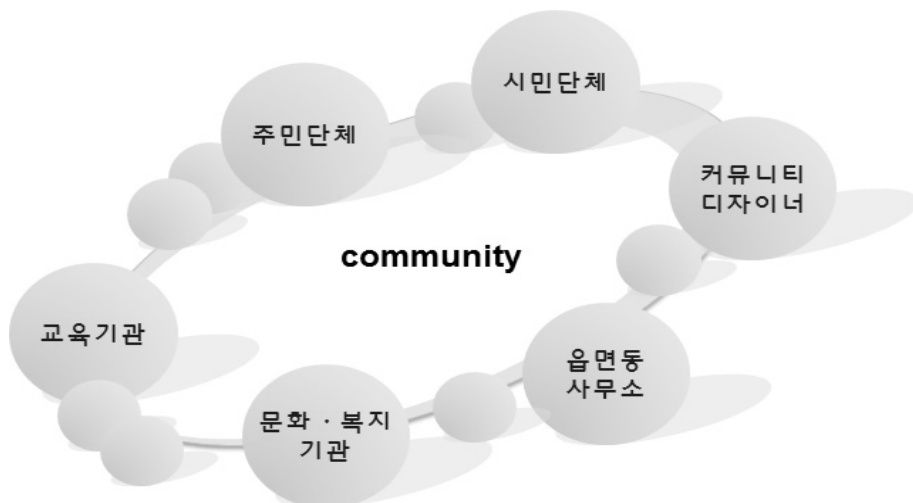 시민단체
주민단체
커뮤니티
디자이너
community
교육기관
읍면동
사무소
문화 · 복지
기관